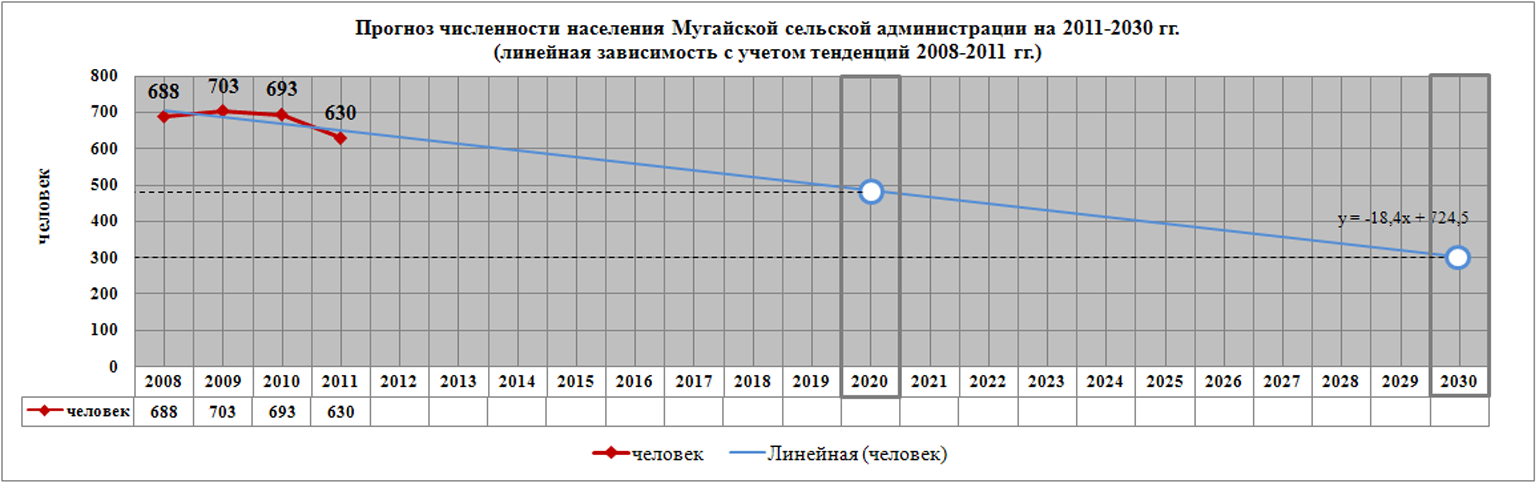 Прогноз численности населения Мугайской сельской администрации на 2011-2030 гг.
(линейная зависимость с учетом тенденций 2008-2011 гг.)
человек
800
700
600
500
400
300
200
100
0
688
703
693
630
y = -18,4x + 724,5
2008 2009 2010 2011 2012 2013 2014 2015 2016 2017 2018 2019 2020 2021 2022 2023 2024 2025 2026 2027 2028 2029 2030
человек 688 703 693 630
человек Линейная (человек)